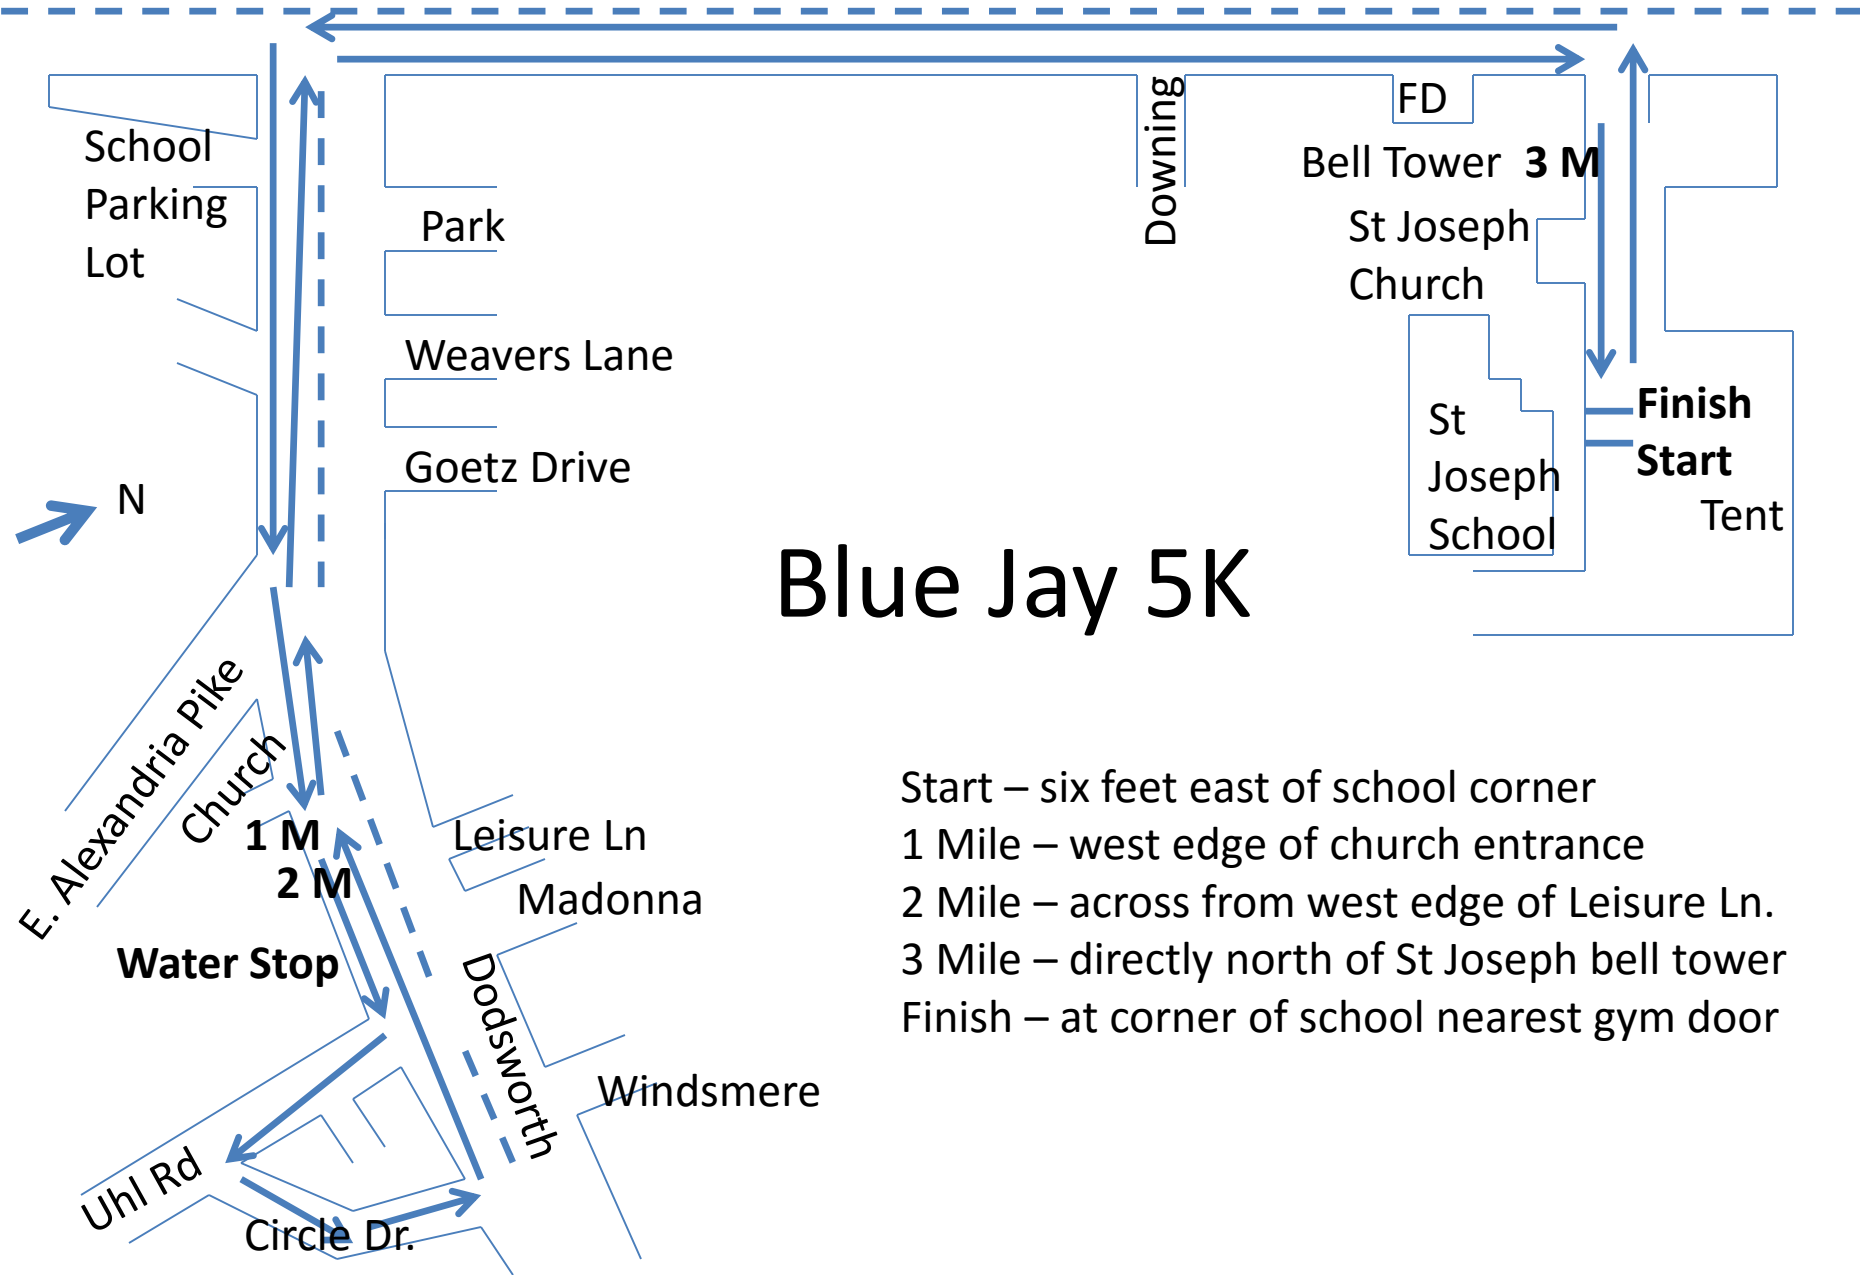 School
Parking
Lot
Park
Weavers Lane
Goetz Drive
N
Downing
FD
Bell Tower 3 M
St Joseph
Church
St
Joseph
School
Finish
Start
Tent
Blue Jay 5K
E. Alexandria Pike
Church
1 M
2 M
Leisure Ln
Madonna
Water Stop
Dodsworth
Windsmere
Uhl Rd
Circle Dr.
Start – six feet east of school corner
1 Mile – west edge of church entrance
2 Mile – across from west edge of Leisure Ln.
3 Mile – directly north of St Joseph bell tower
Finish – at corner of school nearest gym door